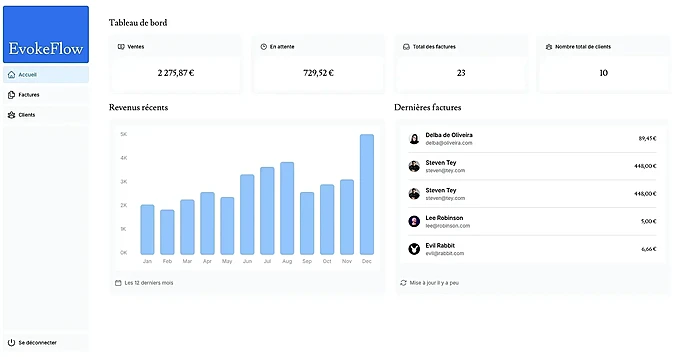 EvokeFlow
Accueil
Factures
Clients
Se déconnecter
Tableau de bord
Ventes
2 275,87 €
En attente
729,52 €
Total des factures
23
Nombre total de clients
10
Revenus récents
5K
4K
3K
2K
1K
0K
Jan Feb Mar Apr May Jun Jul Aug Sep Oct Nov Dec
Les 12 derniers mois
Dernières factures
Delba de Oliveira
delba@oliveira.com
89,45 €
Steven Tey
steven@tey.com
448,00 €
Steven Tey
steven@tey.com
448,00 €
Lee Robinson
lee@robinson.com
5,00 €
Evil Rabbit
evil@rabbit.com
6,66 €
Mise à jour il y a peu